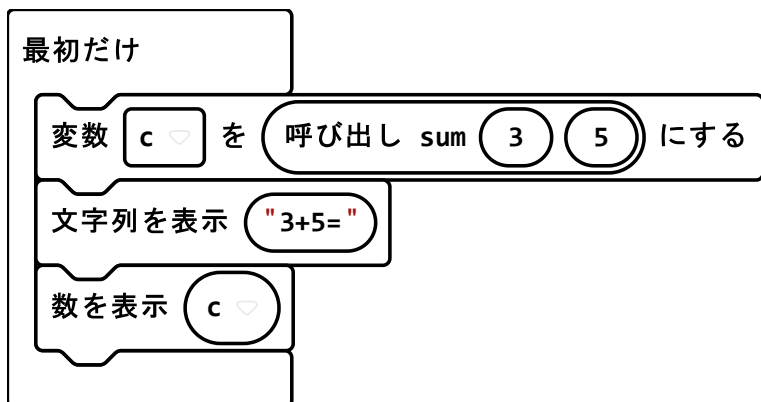 最初だけ
変数 c を 呼び出し sum 3 5 にする
文字列を表示 "3+5="
数を表示 c